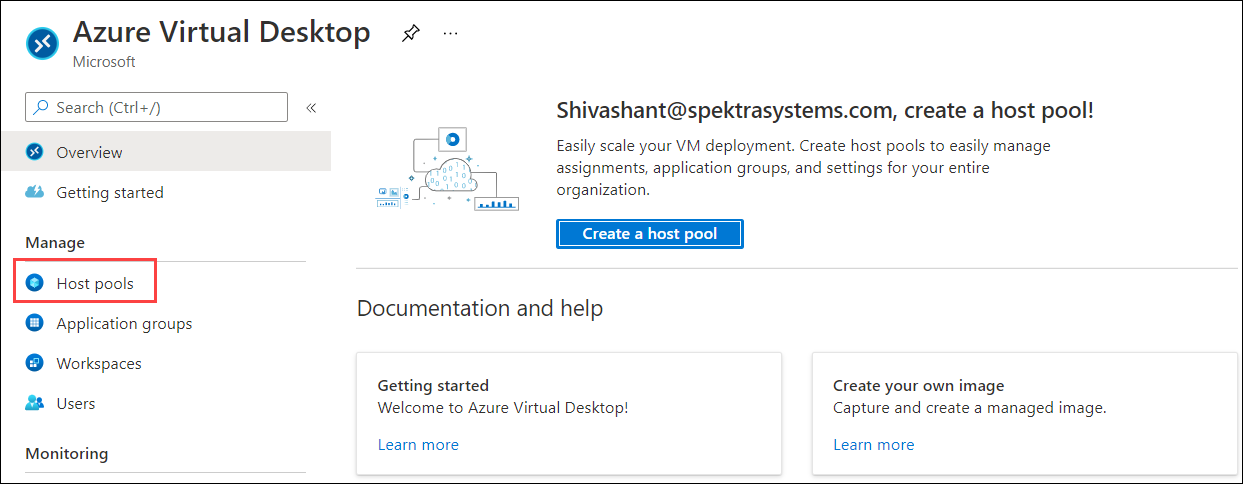 Azure Virtual Desktop
...
Microsoft
Search (Ctrl+/)
«
Overview
Getting started
Manage
Host pools
Application groups
Workspaces
Users
Monitoring
Shivashant@spektrasystems.com, create a host pool!
Easily scale your VM deployment. Create host pools to easily manage
assignments, application groups, and settings for your entire
organization.
Create a host pool
Documentation and help
Getting started
Welcome to Azure Virtual Desktop!
Learn more
Create your own image
Capture and create a managed image.
Learn more